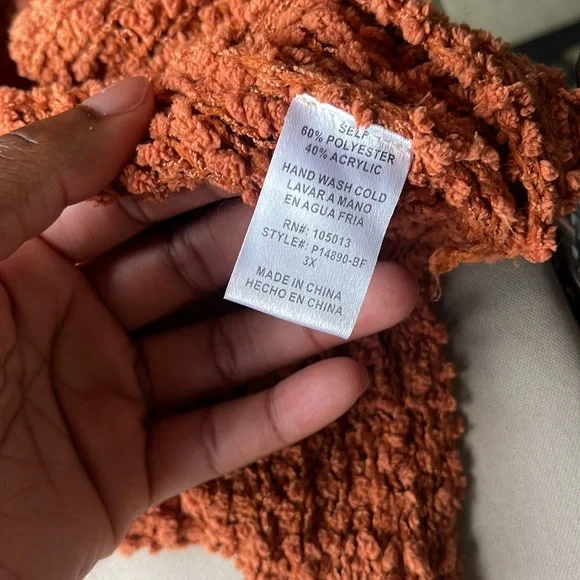 SELF
60% POLYESTER
40% ACRYLIC
HAND WASH COLD
LAVAR A MANO
EN AGUA FRIA
RN#: 105013
STYLE#: P14890-BF
3X
MADE IN CHINA
HECHO EN CHINA